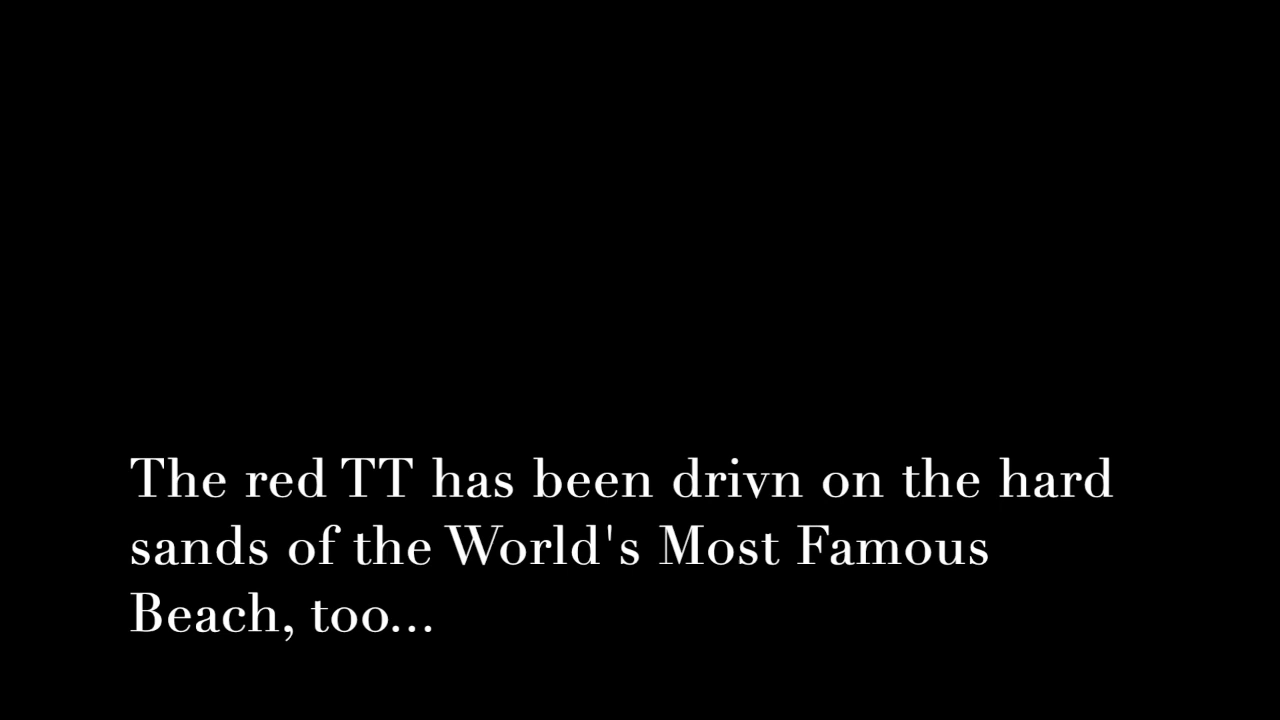 The red TT has been drivn on the hard
sands of the World's Most Famous
Beach, too...